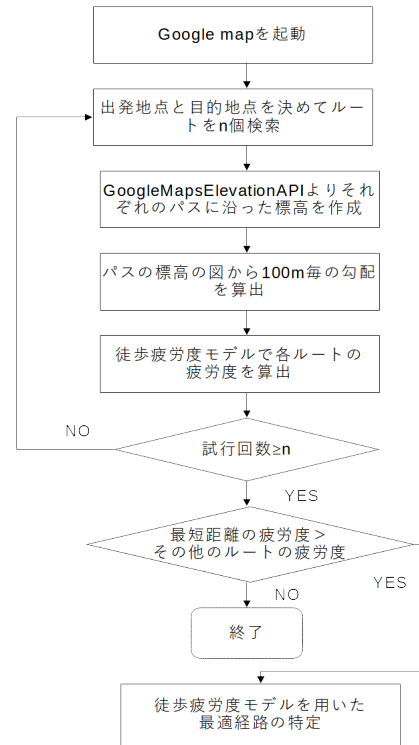 Google mapを起動
出発地点と目的地点を決めてルー
トをn個検索
GoogleMapsElevationAPIよりそれ
ぞれのパスに沿った標高を作成
パスの標高の図から100m毎の勾配
を算出
徒歩疲労度モデルで各ルートの
疲労度を算出
NO
試行回数≥n
YES
最短距離の疲労度＞
その他のルートの疲労度
YES
NO
終了
徒歩疲労度モデルを用いた
最適経路の特定